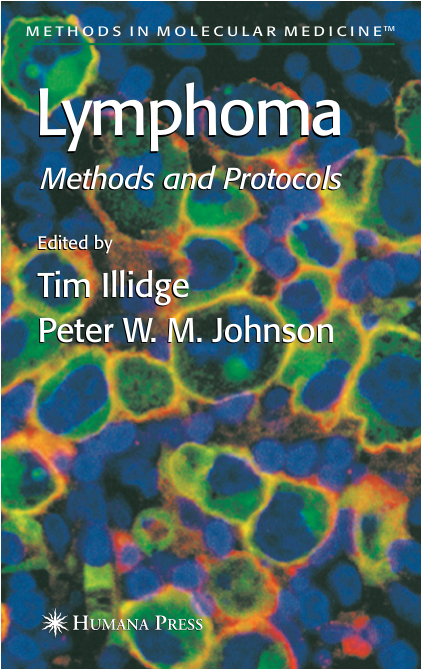 METHODS IN MOLECULAR MEDICINE™
Lymphoma
Methods and Protocols
Edited by
Tim Illidge
Peter W. M. Johnson
HUMANA PRESS